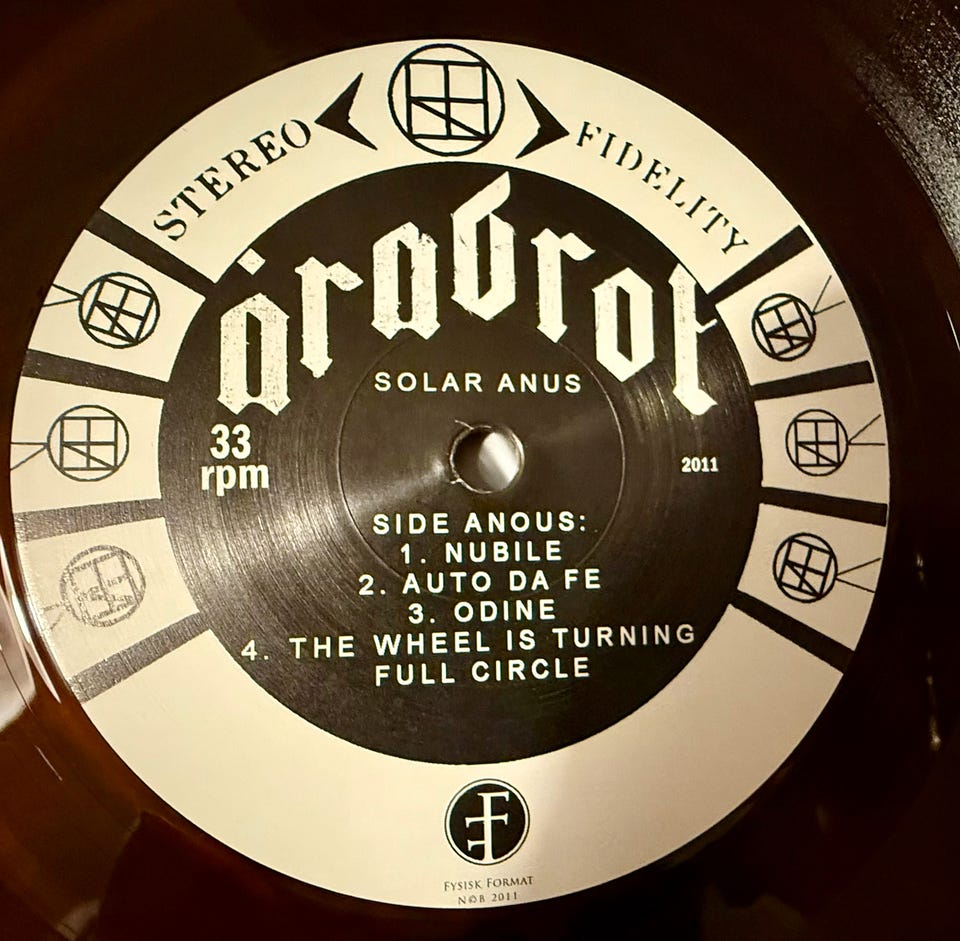 STEREO
FIDELITY
årabrot
SOLAR ANUS
33
rpm
2011
SIDE ANOUS:
1. NUBILE
2. AUTO DA FE
3. ODINE
4. THE WHEEL IS TURNING
FULL CIRCLE
FYSISK FORMAT
N©B 2011